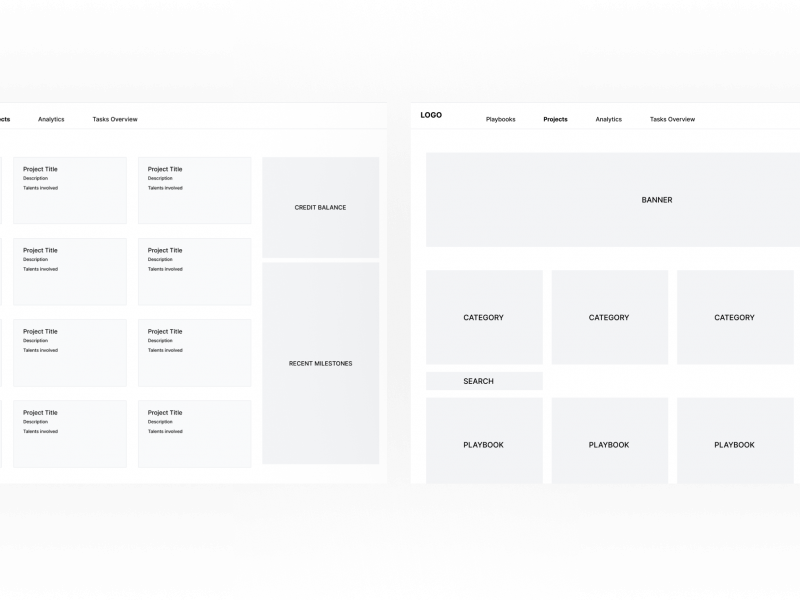 Analytics
Tasks Overview
Project Title
Description
Talents involved
Project Title
Description
Talents involved
Project Title
Description
Talents involved
Project Title
Description
Talents involved
Project Title
Description
Talents involved
Project Title
Description
Talents involved
Project Title
Description
Talents involved
Project Title
Description
Talents involved
CREDIT BALANCE
RECENT MILESTONES
LOGO
Playbooks
Projects
Analytics
Tasks Overview
BANNER
CATEGORY
CATEGORY
CATEGORY
SEARCH
PLAYBOOK
PLAYBOOK
PLAYBOOK